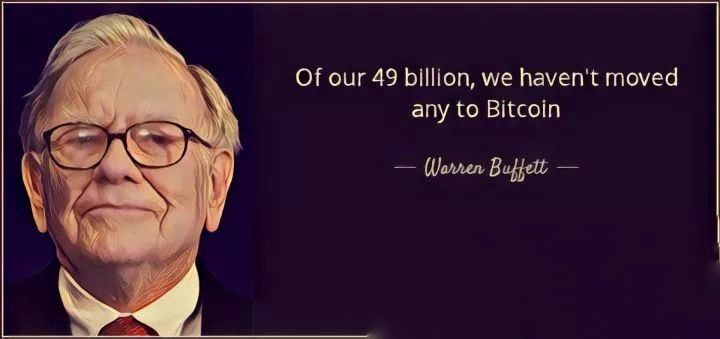 Of our 49 billion, we haven't moved
any to Bitcoin
— Warren Buffett —